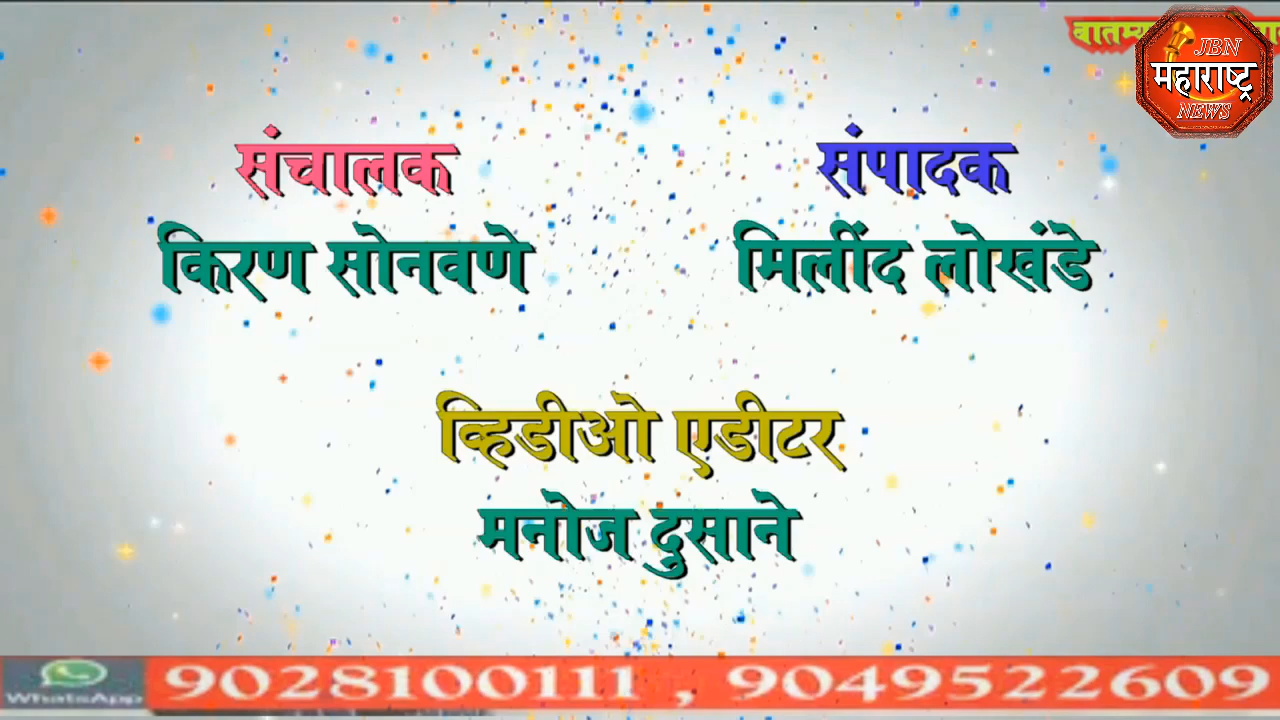 JBN
महाराष्ट्र
NEWS
संचालक
संपादक
किरण सोनवणे
मिलींद लोखंडे
व्हिडीओ एडीटर
मनोज दुसाने
WhatsApp 9028100111 , 9049522609